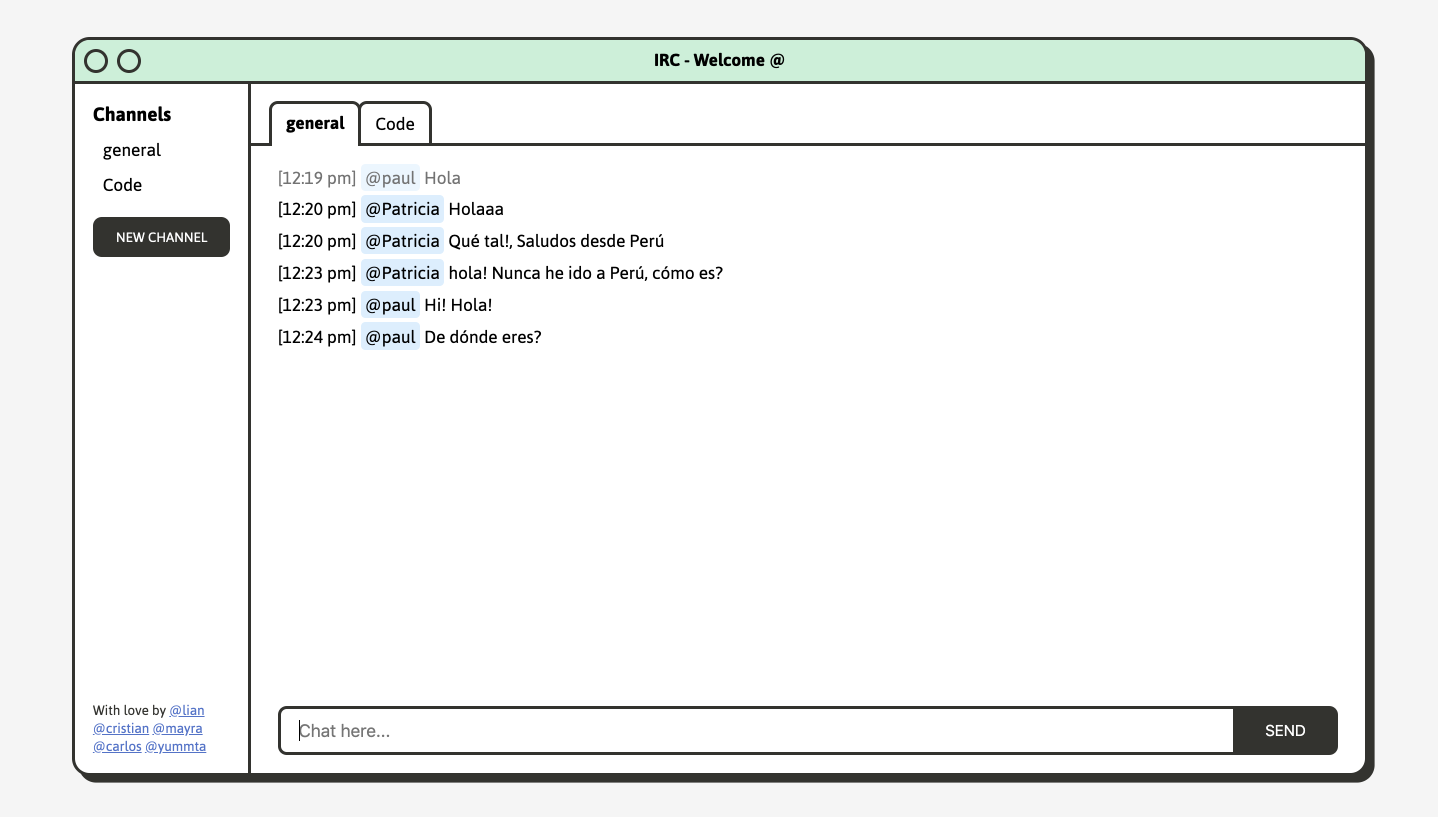 IRC - Welcome @
Channels
general
Code
NEW CHANNEL
With love by @lian
@cristian @mayra
@carlos @yummta
general
Code
[12:19 pm] @paul Hola
[12:20 pm] @Patricia Holaaa
[12:20 pm] @Patricia Qué tal!, Saludos desde Perú
[12:23 pm] @Patricia hola! Nunca he ido a Perú, cómo es?
[12:23 pm] @paul Hi! Hola!
[12:24 pm] @paul De dónde eres?
Chat here...
SEND